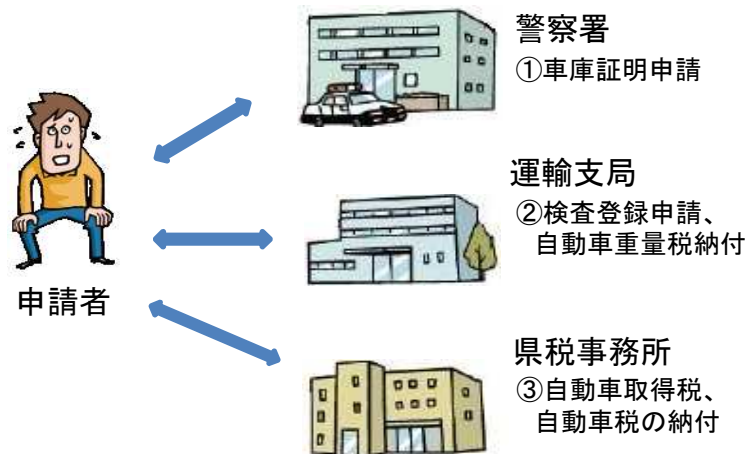 警察署
①車庫証明申請
運輸支局
②検査登録申請、
自動車重量税納付
申請者
県税事務所
③自動車取得税、
自動車税の納付